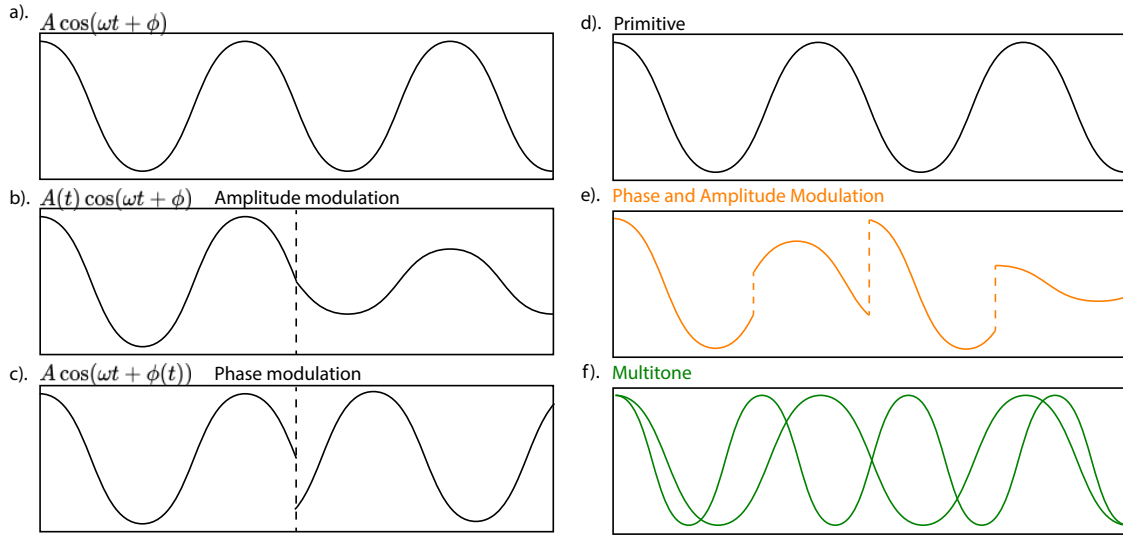 a). A cos(ωt + ϕ)
b). A(t) cos(ωt + ϕ) Amplitude modulation
c). A cos(ωt + ϕ(t)) Phase modulation
d). Primitive
e). Phase and Amplitude Modulation
f). Multitone